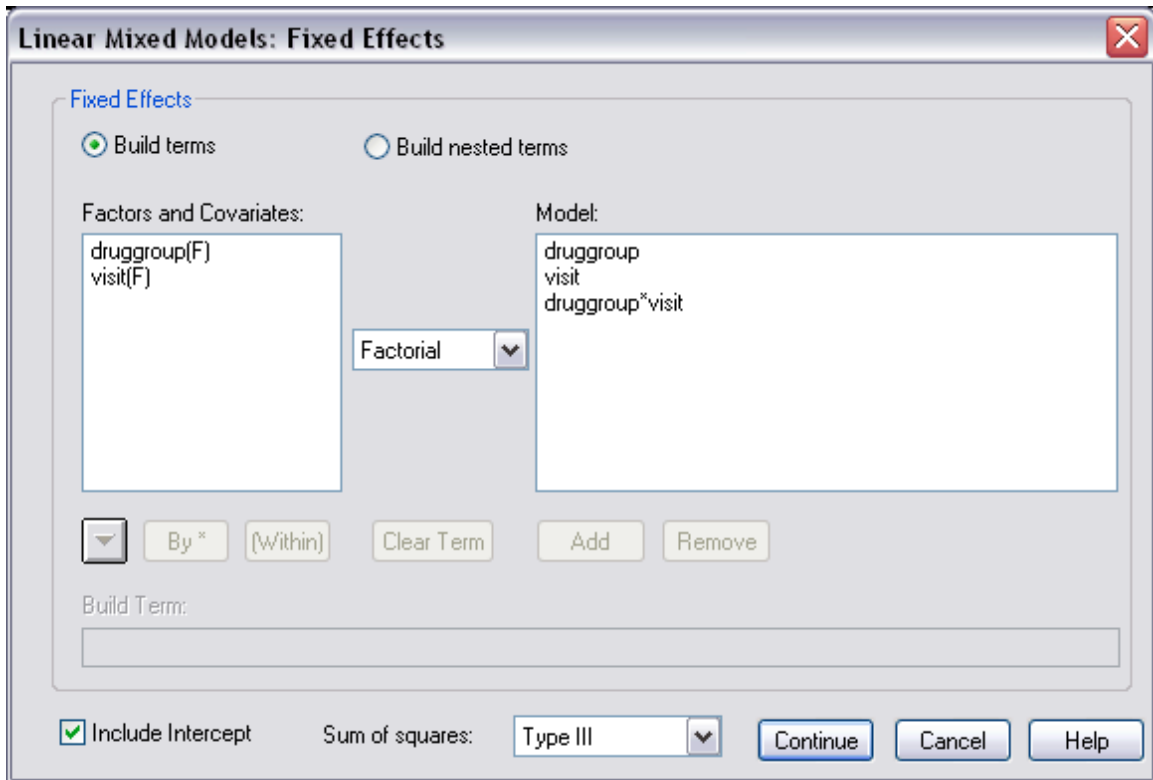 Linear Mixed Models: Fixed Effects
Fixed Effects
Build terms
Build nested terms
Factors and Covariates:
druggroup(F)
visit(F)
Factorial
Model:
druggroup
visit
druggroup*visit
By *
(Within)
Clear Term
Add
Remove
Build Term:
Include Intercept
Sum of squares:
Type III
Continue
Cancel
Help